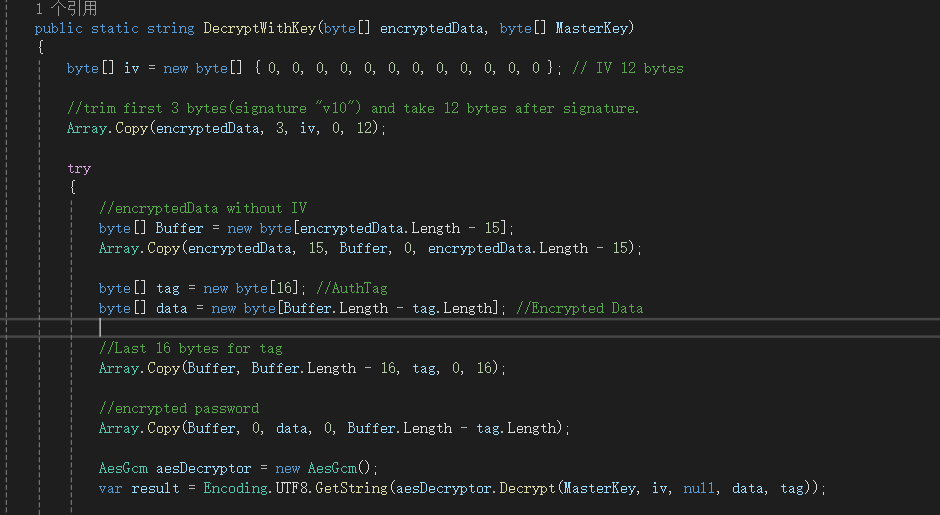 1 个引用
public static string DecryptWithKey(byte[] encryptedData, byte[] MasterKey)
{
byte[] iv = new byte[] { 0, 0, 0, 0, 0, 0, 0, 0, 0, 0, 0, 0 }; // IV 12 bytes
//trim first 3 bytes(signature "v10") and take 12 bytes after signature.
Array.Copy(encryptedData, 3, iv, 0, 12);
try
{
//encryptedData without IV
byte[] Buffer = new byte[encryptedData.Length - 15];
Array.Copy(encryptedData, 15, Buffer, 0, encryptedData.Length - 15);
byte[] tag = new byte[16]; //AuthTag
byte[] data = new byte[Buffer.Length - tag.Length]; //Encrypted Data
//Last 16 bytes for tag
Array.Copy(Buffer, Buffer.Length - 16, tag, 0, 16);
//encrypted password
Array.Copy(Buffer, 0, data, 0, Buffer.Length - tag.Length);
AesGcm aesDecryptor = new AesGcm();
var result = Encoding.UTF8.GetString(aesDecryptor.Decrypt(MasterKey, iv, null, data, tag));